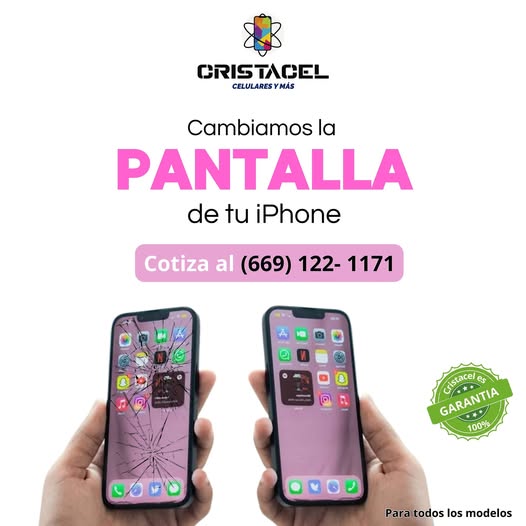 CRISTACEL
CELULARES Y MÁS
Cambiamos la
PANTALLA
de tu iPhone
Cotiza al (669) 122- 1171
Cristacel es
GARANTIA
100%
Para todos los modelos